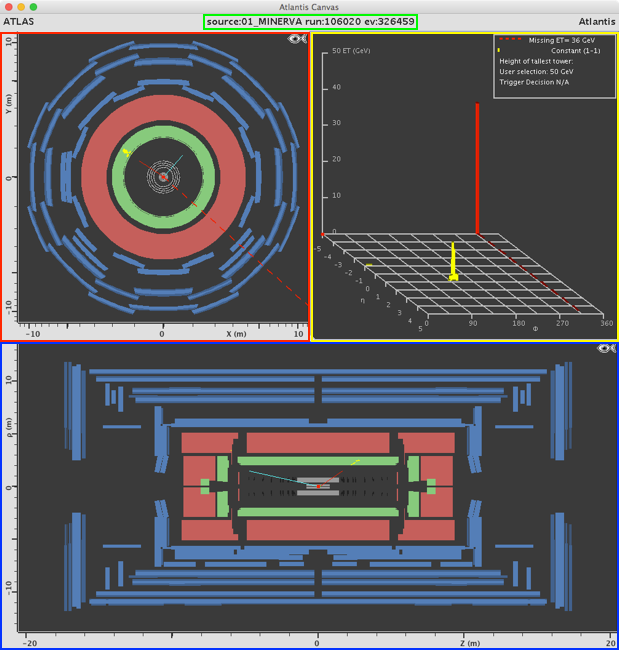 Atlantis Canvas
ATLAS source:01_MINERVA run:106020 ev:326459 Atlantis
Missing ET= 36 GeV
Constant (1-1)
Height of tallest tower:
User selection: 50 GeV
Trigger Decision N/A
50 ET (GeV)
40
30
20
10
0
-5
-4
-3
-2
-1
0
1
2
3
4
5
η
0 90 180 270 360
Φ
10
Y (m)
0
-10
-10 0 X (m) 10
10
ρ (m)
0
-10
-20 0 Z (m) 20